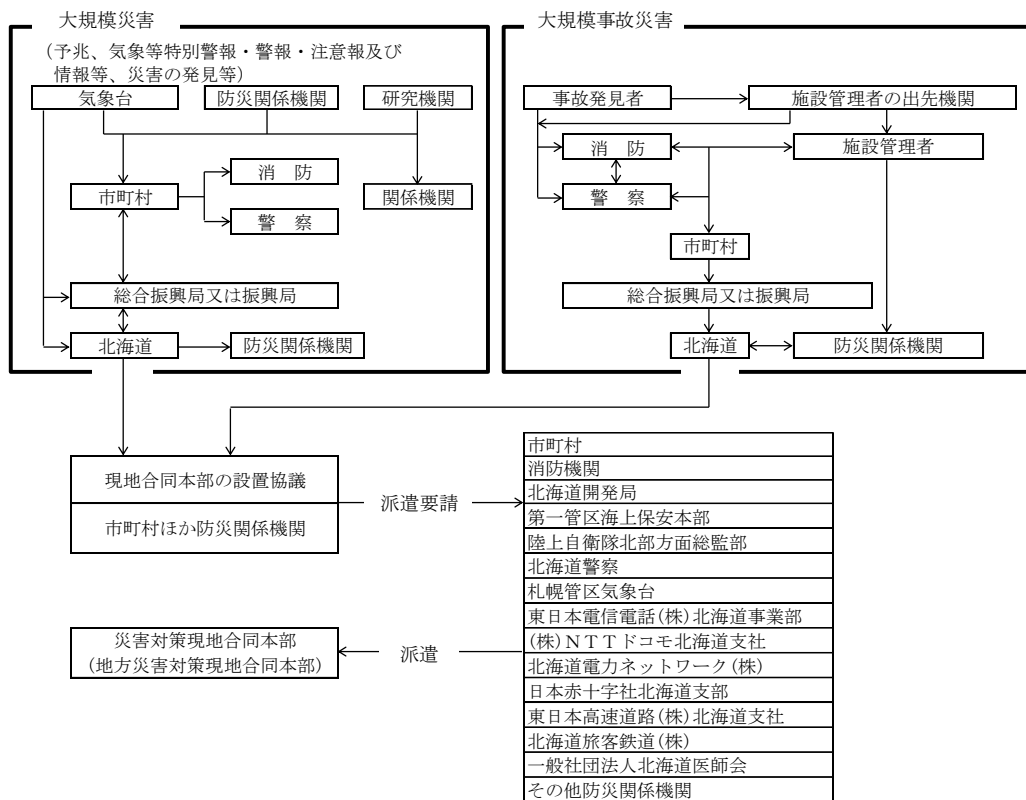 大規模災害
(予兆、気象等特別警報・警報・注意報及び
情報等、災害の発見等)
気象台
防災関係機関
研究機関
消　防
市町村
関係機関
警　察
総合振興局又は振興局
北海道
防災関係機関
大規模事故災害
事故発見者
施設管理者の出先機関
消　防
施設管理者
警　察
市町村
総合振興局又は振興局
北海道
防災関係機関
現地合同本部の設置協議
市町村ほか防災関係機関
派遣要請
市町村
消防機関
北海道開発局
第一管区海上保安本部
陸上自衛隊北部方面総監部
北海道警察
札幌管区気象台
東日本電信電話(株)北海道事業部
(株)ＮＴＴドコモ北海道支社
北海道電力ネットワーク(株)
日本赤十字社北海道支部
東日本高速道路(株)北海道支社
北海道旅客鉄道(株)
一般社団法人北海道医師会
その他防災関係機関
派遣
災害対策現地合同本部
(地方災害対策現地合同本部)